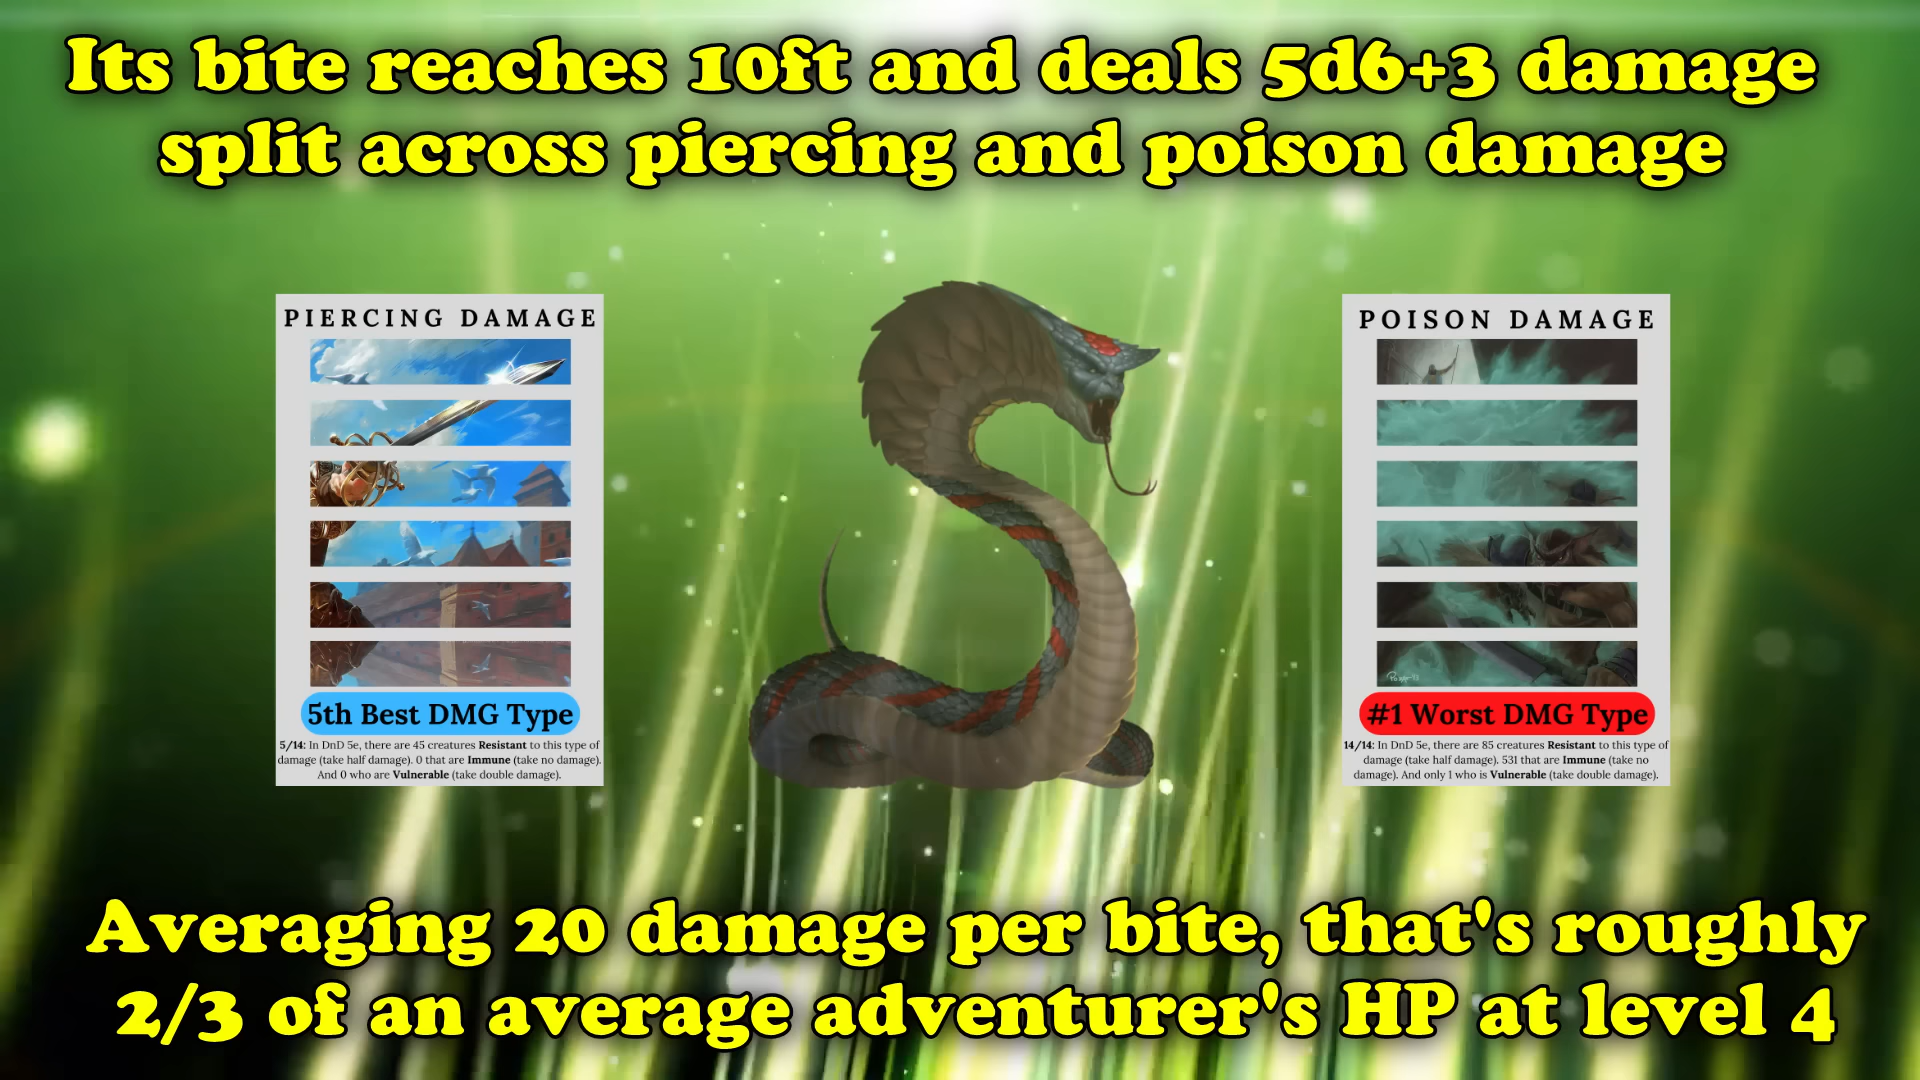 Its bite reaches 10ft and deals 5d6+3 damage
split across piercing and poison damage
PIERCING DAMAGE
5th Best DMG Type
5/14: In DnD 5e, there are 45 creatures Resistant to this type of
damage (take half damage). 0 that are Immune (take no damage).
And 0 who are Vulnerable (take double damage).
POISON DAMAGE
#1 Worst DMG Type
14/14: In DnD 5e, there are 85 creatures Resistant to this type of
damage (take half damage). 531 that are Immune (take no
damage). And only 1 who is Vulnerable (take double damage).
Averaging 20 damage per bite, that's roughly
2/3 of an average adventurer's HP at level 4